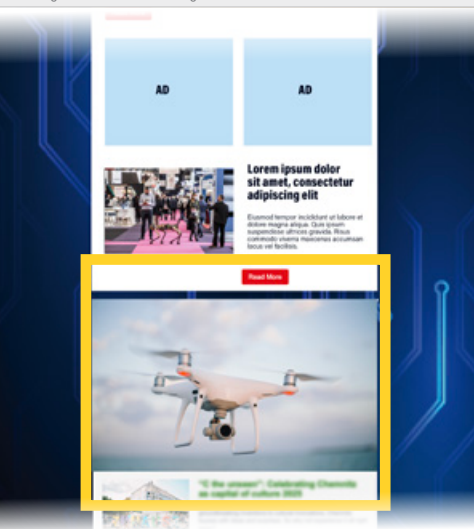 AD
AD
Lorem ipsum dolor
sit amet, consectetur
adipiscing elit
Eiusmod tempor incididunt ut labore et
dolore magna aliqua. Quis ipsum
suspendisse ultrices gravida. Risus
commodo viverra maecenas accumsan
lacus vel facilisis.
Read More
"C the unseen": Celebrating Chemnitz
as capital of culture 2025